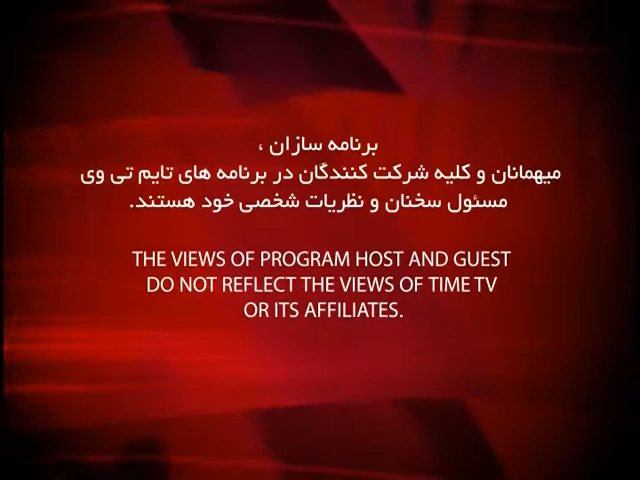 برنامه سازان ،
میهمانان و کلیه شرکت کنندگان در برنامه های تایم تی وی
مسئول سخنان و نظریات شخصی خود هستند.
THE VIEWS OF PROGRAM HOST AND GUEST
DO NOT REFLECT THE VIEWS OF TIME TV
OR ITS AFFILIATES.